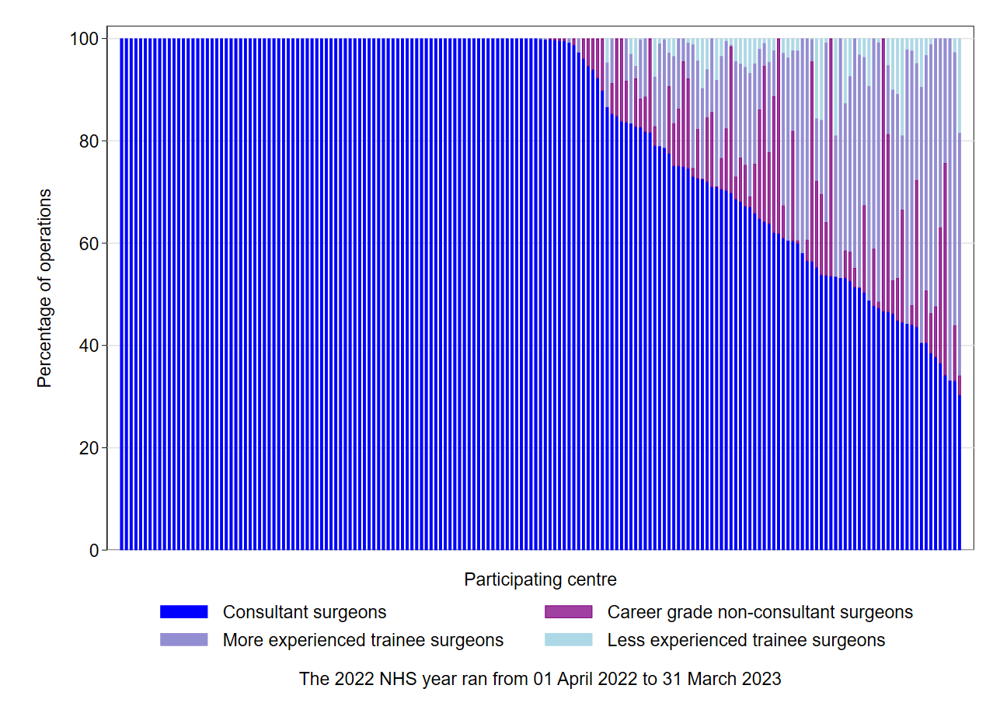 100
80
60
40
20
0
Percentage of operations
Participating centre
Consultant surgeons
Career grade non-consultant surgeons
More experienced trainee surgeons
Less experienced trainee surgeons
The 2022 NHS year ran from 01 April 2022 to 31 March 2023